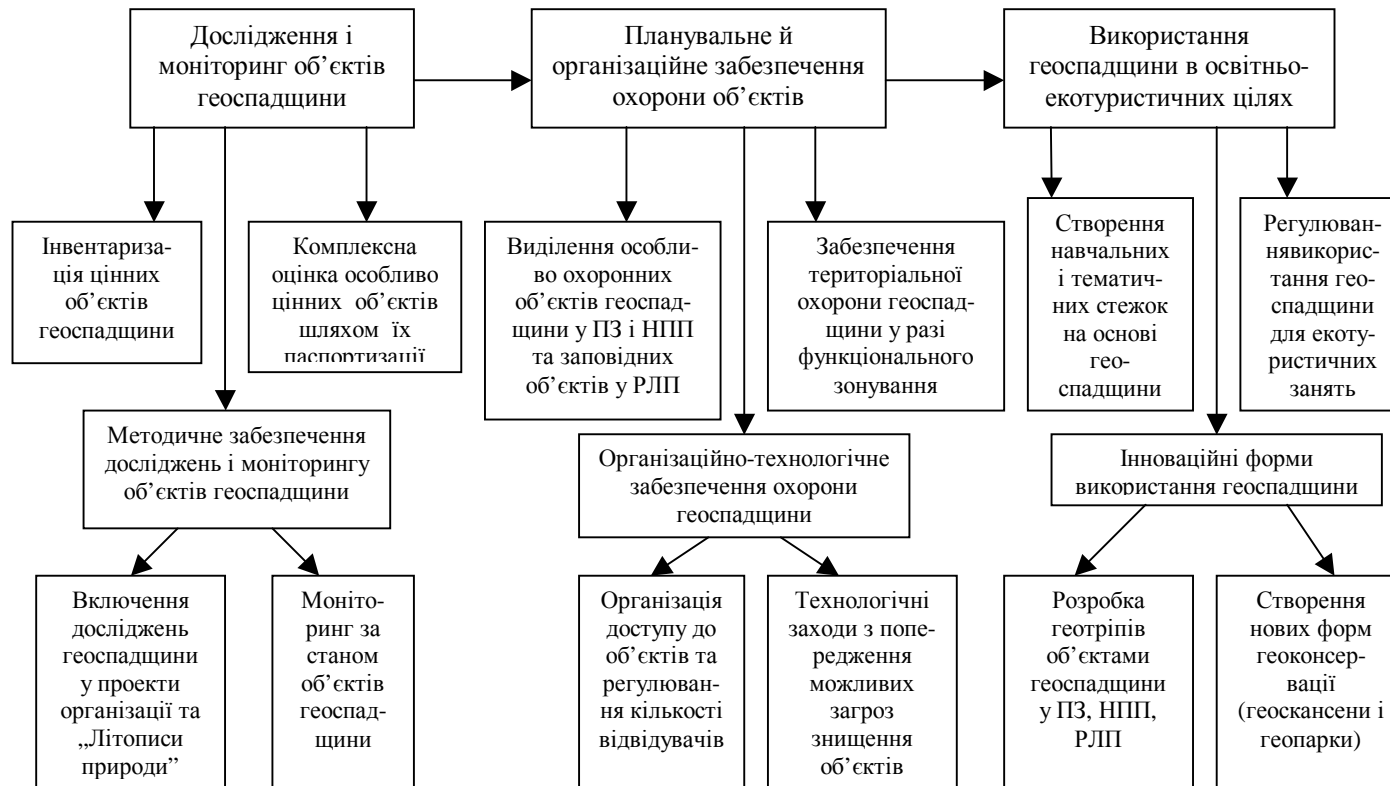 Дослідження і
моніторинг об’єктів
геоспадщини
Планувальне й
організаційне забезпечення
охорони об’єктів
Використання
геоспадщини в освітньо-
екотуристичних цілях
Інвентариза-
ція цінних
об’єктів
геоспадщини
Комплексна
оцінка особливо
цінних об’єктів
шляхом їх
паспортизації
Виділення особли-
во охоронних
об’єктів геоспад-
щини у ПЗ і НПП
та заповідних
об’єктів у РЛП
Забезпечення
територіальної
охорони геоспад-
щини у разі
функціонального
зонування
Створення
навчальних
і тематич-
них стежок
на основі
гео-
спадщини
Регулюван-
нявикорис-
тання гео-
спадщини
для екоту-
ристичних
занять
Методичне забезпечення
досліджень і моніторингу
об’єктів геоспадщини
Організаційно-технологічне
забезпечення охорони
геоспадщини
Інноваційні форми
використання геоспадщини
Включення
досліджень
геоспадщини
у проекти
організації та
„Літописи
природи”
Моніто-
ринг за
станом
об’єктів
геоспад-
щини
Організація
доступу до
об’єктів та
регулюван-
ня кількості
відвідувачів
Технологічні
заходи з попе-
редження
можливих
загроз
знищення
об’єктів
Розробка
геотріпів
об’єктами
геоспадщини
у ПЗ, НПП,
РЛП
Створення
нових форм
геоконсер-
вації
(геоскансени і
геопарки)